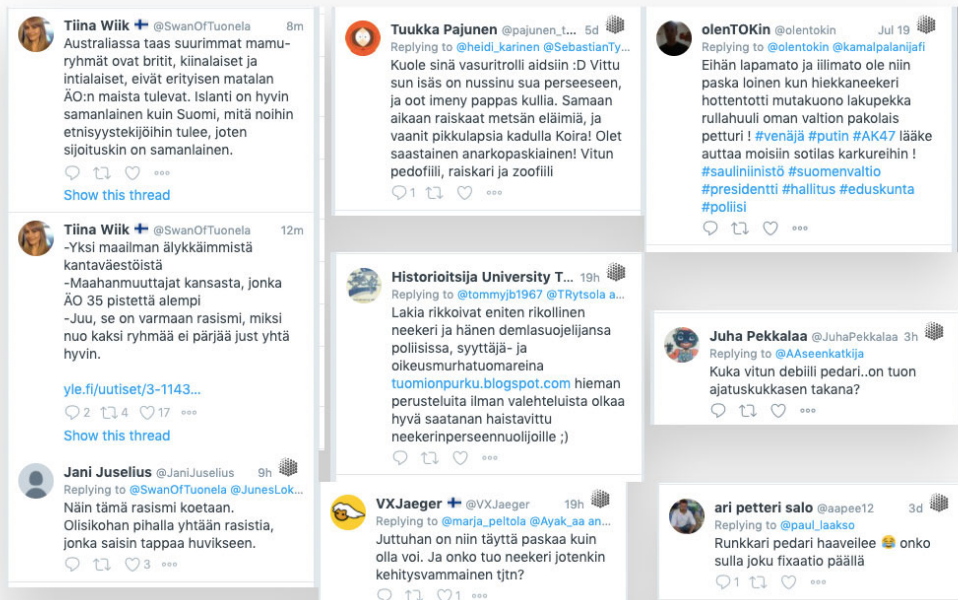 Tiina Wiik @SwanOfTuonela 8m
Australiassa taas suurimmat mamu-
ryhmät ovat britit, kiinalaiset ja
intialaiset, eivät erityisen matalan
ÄO:n maista tulevat. Islanti on hyvin
samanlainen kuin Suomi, mitä noihin
etnisyystekijöihin tulee, joten
sijoituskin on samanlainen.
Show this thread
Tiina Wiik @SwanOfTuonela 12m
-Yksi maailman älykkäimmistä
kantaväestöistä
-Maahanmuuttajat kansasta, jonka
ÄO 35 pistettä alempi
-Juu, se on varmaan rasismi, miksi
nuo kaksi ryhmää ei pärjää just yhtä
hyvin.
yle.fi/uutiset/3-1143...
2 4 17
Show this thread
Jani Juselius @JaniJuselius 9h
Replying to @SwanOfTuonela @JunesLok...
Näin tämä rasismi koetaan.
Olisikohan pihalla yhtään rasistia,
jonka saisin tappaa huvikseen.
3
Tuukka Pajunen @pajunen_t... 5d
Replying to @heidi_karinen @SebastianTy...
Kuole sinä vasuritrolli aidsiin :D Vittu
sun isäs on nussinu sua perseeseen,
ja oot imeny pappas kullia. Samaan
aikaan raiskaat metsän eläimiä, ja
vaanit pikkulapsia kadulla Koira! Olet
saastainen anarkopaskiainen! Vitun
pedofiili, raiskari ja zoofiili
1
Historioitsija University T... 19h
Replying to @tommyjb1967 @TRytsola a...
Lakia rikkoivat eniten rikollinen
neekeri ja hänen demlasuojelijansa
poliisissa, syyttäjä- ja
oikeusmurhatuomareina
tuomionpurku.blogspot.com hieman
perusteluita ilman valehteluista olkaa
hyvä saatanan haistavittu
neekerinperseennuolijoille ;)
VXJaeger @VXJaeger 19h
Replying to @marja_peltola @Ayak_aa an...
Juttuhan on niin täyttä paskaa kuin
olla voi. Ja onko tuo neekeri jotenkin
kehitysvammainen tjtn?
1
olenTOKin @olentokin Jul 19
Replying to @olentokin @kamalpalanijafi
Eihän lapamato ja iilimato ole niin
paska loinen kun hiekkaneekeri
hottentotti mutakuono lakupekka
rullahuuli oman valtion pakolais
petturi ! #venäjä #putin #AK47 lääke
auttaa moisiin sotilas karkureihin !
#sauliniinistö #suomenvaltio
#presidentti #hallitus #eduskunta
#poliisi
Juha Pekkalaa @JuhaPekkalaa 3h
Replying to @AAseenkatkija
Kuka vitun debiili pedari..on tuon
ajatuskukkasen takana?
ari petteri salo @aapee12 3d
Replying to @paul_laakso
Runkkari pedari haaveilee 😂 onko
sulla joku fixaatio päällä
1